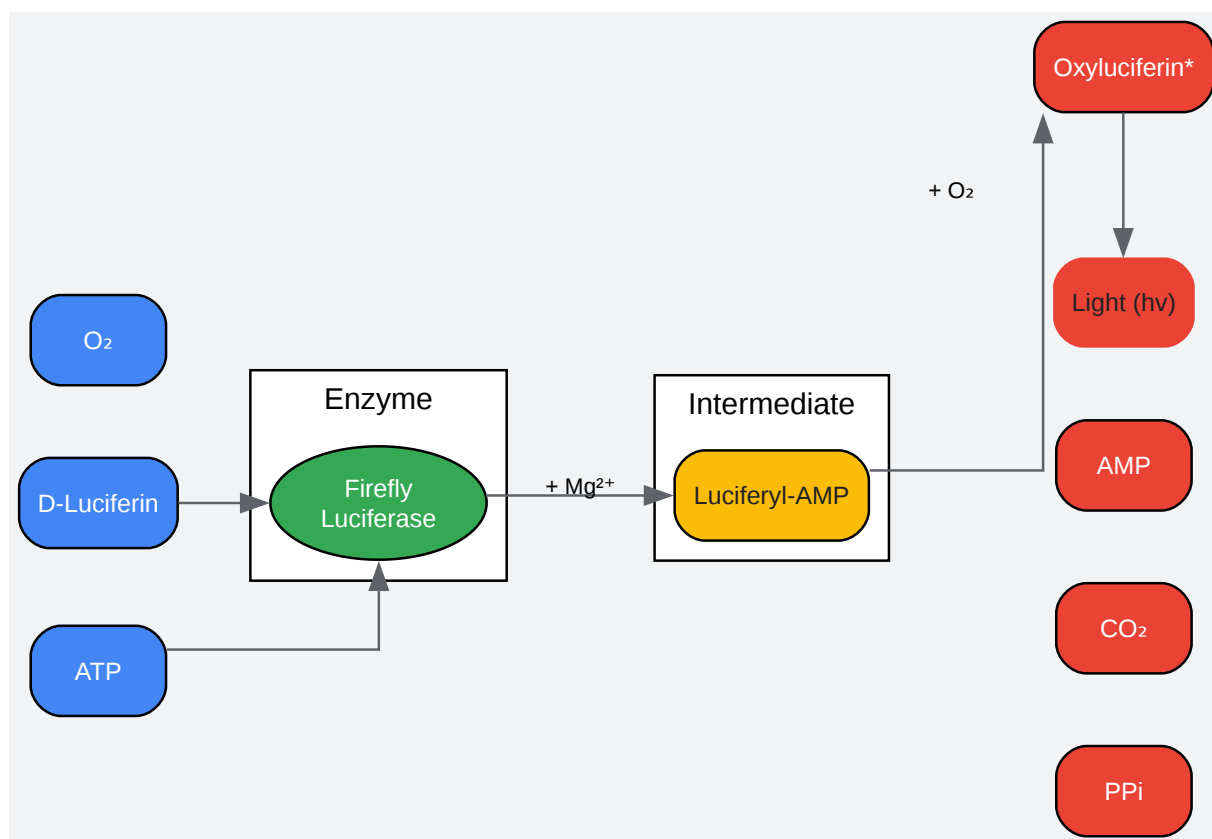 Oxyluciferin*
+ O₂
Light (hv)
O₂
Enzyme
Intermediate
AMP
D-Luciferin
Firefly
Luciferase
+ Mg²⁺
Luciferyl-AMP
CO₂
ATP
PPi